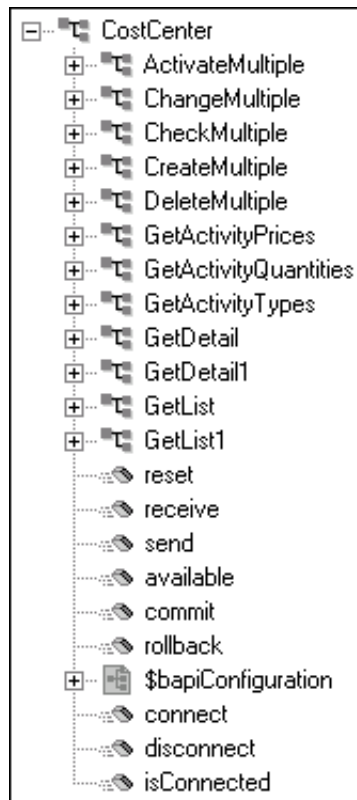 CostCenter
ActivateMultiple
ChangeMultiple
CheckMultiple
CreateMultiple
DeleteMultiple
GetActivityPrices
GetActivityQuantities
GetActivityTypes
GetDetail
GetDetail1
GetList
GetList1
reset
receive
send
available
commit
rollback
$bapiConfiguration
connect
disconnect
isConnected